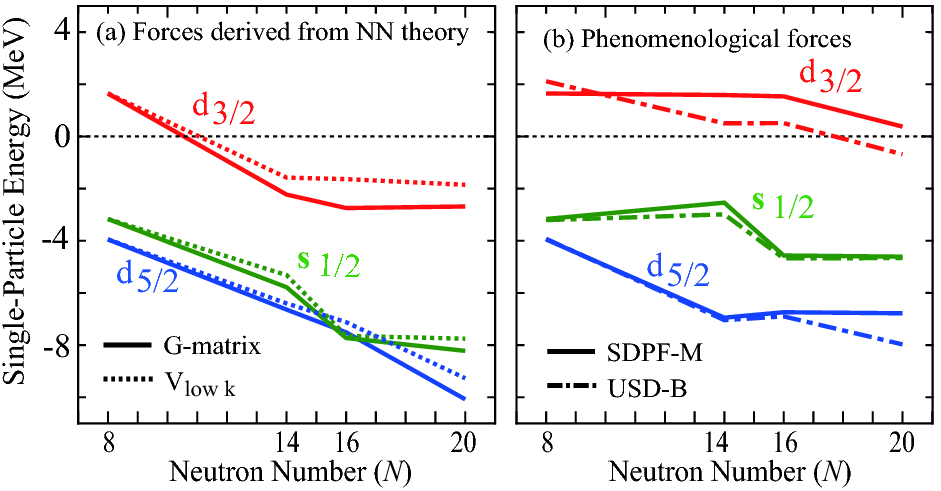 (a) Forces derived from NN theory
(b) Phenomenological forces
Single-Particle Energy (MeV)
4
0
-4
-8
d3/2
s 1/2
d5/2
G-matrix
Vlow k
8
14
16
20
Neutron Number (N)
d3/2
s 1/2
d5/2
SDPF-M
USD-B
8
14
16
20
Neutron Number (N)